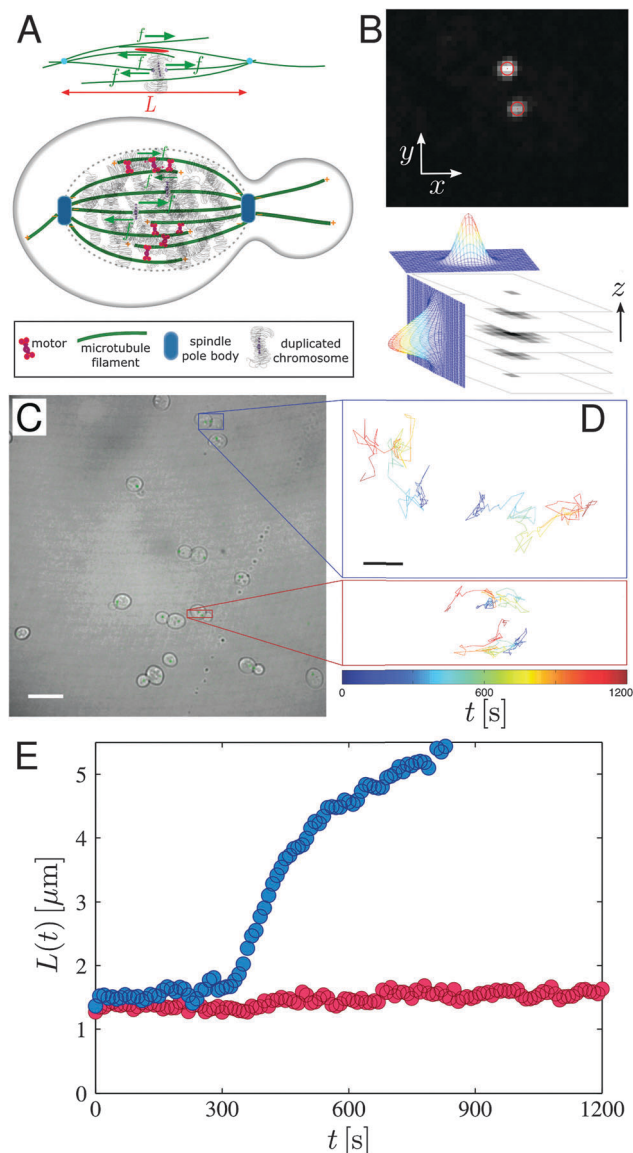 A
f
f
f
f
L
f
f
f
f
motor
microtubule
filament
spindle
pole body
duplicated
chromosome
B
y
x
z
C
D
0
600
1200
t [s]
E
L(t) [μm]
5
4
3
2
1
0
0
300
600
900
1200
t [s]